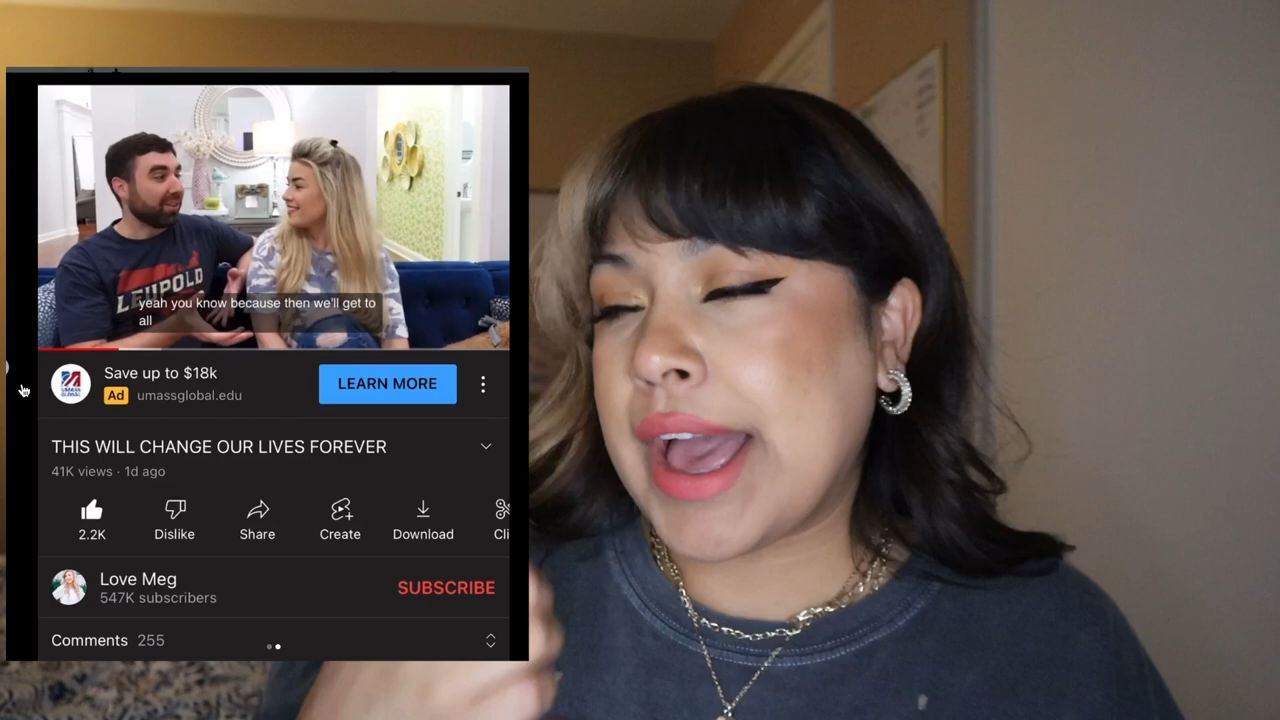 LEUPOLD
yeah you know because then we'll get to
all
Save up to $18k
LEARN MORE
UMASS
GLOBAL
Ad umassglobal.edu
THIS WILL CHANGE OUR LIVES FOREVER
41K views · 1d ago
2.2K Dislike Share Create Download Cli
Love Meg
547K subscribers
SUBSCRIBE
Comments 255